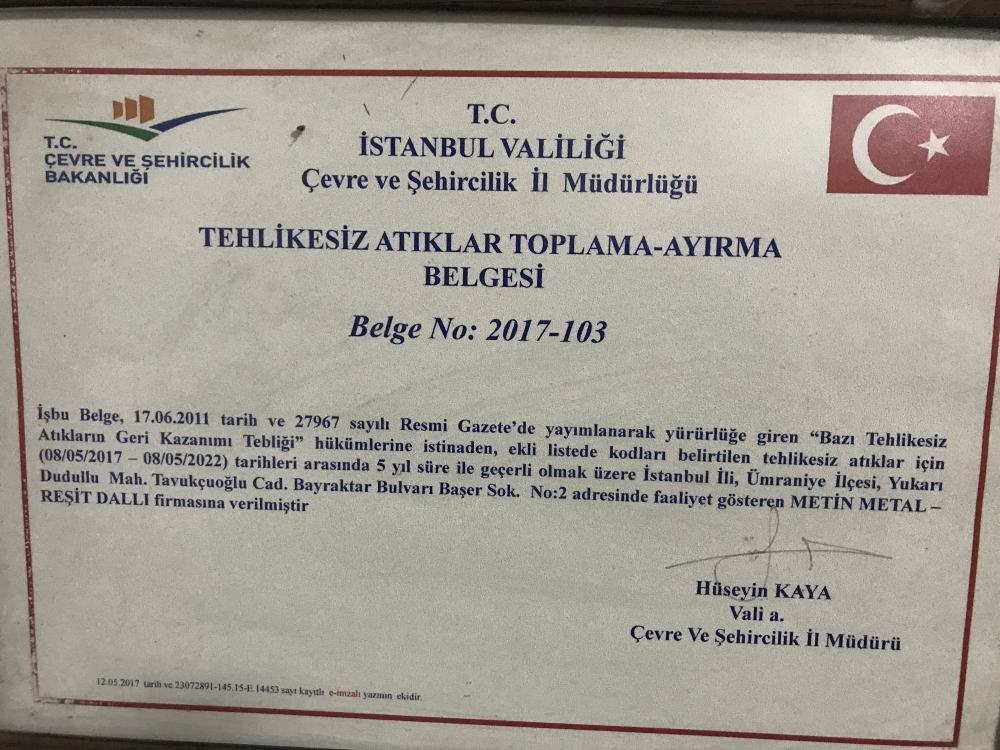 T.C.
ÇEVRE VE ŞEHİRCİLİK
BAKANLIĞI
T.C.
İSTANBUL VALİLİĞİ
Çevre ve Şehircilik İl Müdürlüğü
TEHLİKESİZ ATIKLAR TOPLAMA-AYIRMA
BELGESİ
Belge No: 2017-103
İşbu Belge, 17.06.2011 tarih ve 27967 sayılı Resmi Gazete’de yayımlanarak yürürlüğe giren “Bazı Tehlikesiz
Atıkların Geri Kazanımı Tebliği” hükümlerine istinaden, ekli listede kodları belirtilen tehlikesiz atıklar için
(08/05/2017 – 08/05/2022) tarihleri arasında 5 yıl süre ile geçerli olmak üzere İstanbul İli, Ümraniye İlçesi, Yukarı
Dudullu Mah. Tavukçuoğlu Cad. Bayraktar Bulvarı Başer Sok. No:2 adresinde faaliyet gösteren METİN METAL –
REŞİT DALLI firmasına verilmiştir
Hüseyin KAYA
Vali a.
Çevre Ve Şehircilik İl Müdürü
12.05.2017 tarih ve 23072891-145.15-E.14453 sayı kayıtlı e-imzalı yazının ekidir.